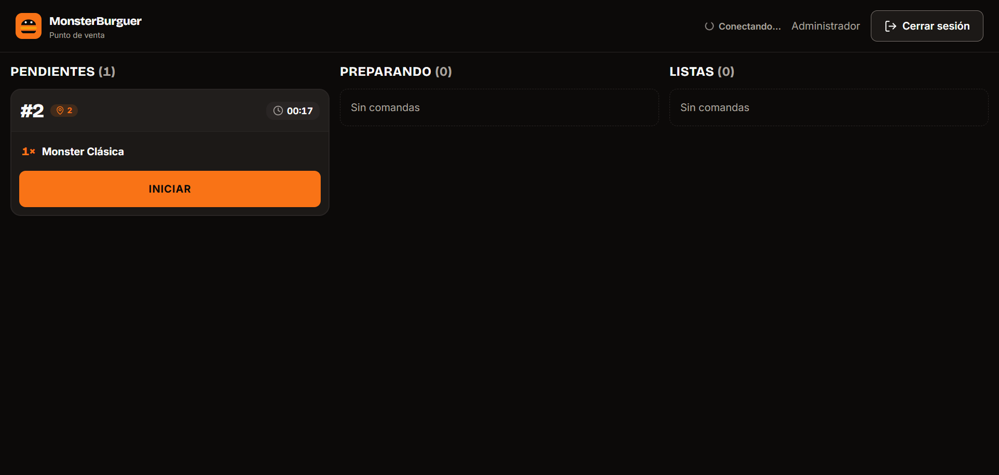 MonsterBurguer
Punto de venta
Conectando...
Administrador
Cerrar sesión
PENDIENTES (1)
#2
2
00:17
1× Monster Clásica
INICIAR
PREPARANDO (0)
Sin comandas
LISTAS (0)
Sin comandas